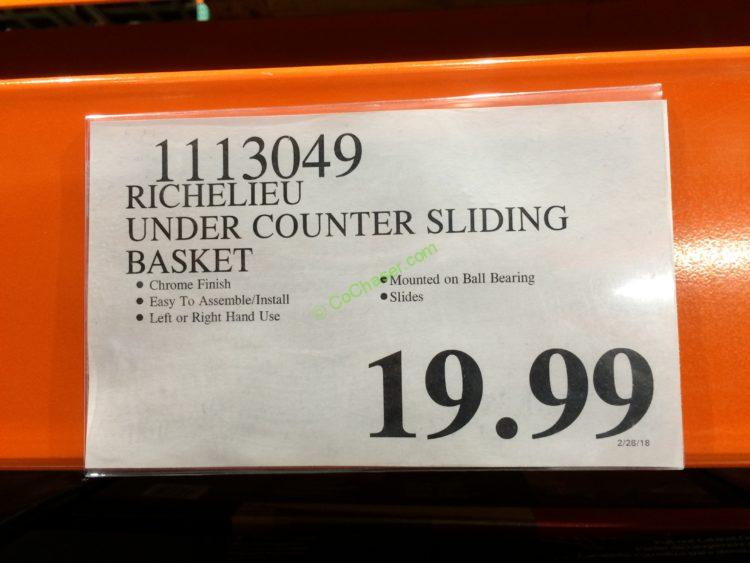 1113049
RICHELIEU
UNDER COUNTER SLIDING
BASKET
• Chrome Finish
• Easy To Assemble/Install
• Left or Right Hand Use
• Mounted on Ball Bearing
• Slides
© CoChaser.com
19.99
2/28/18